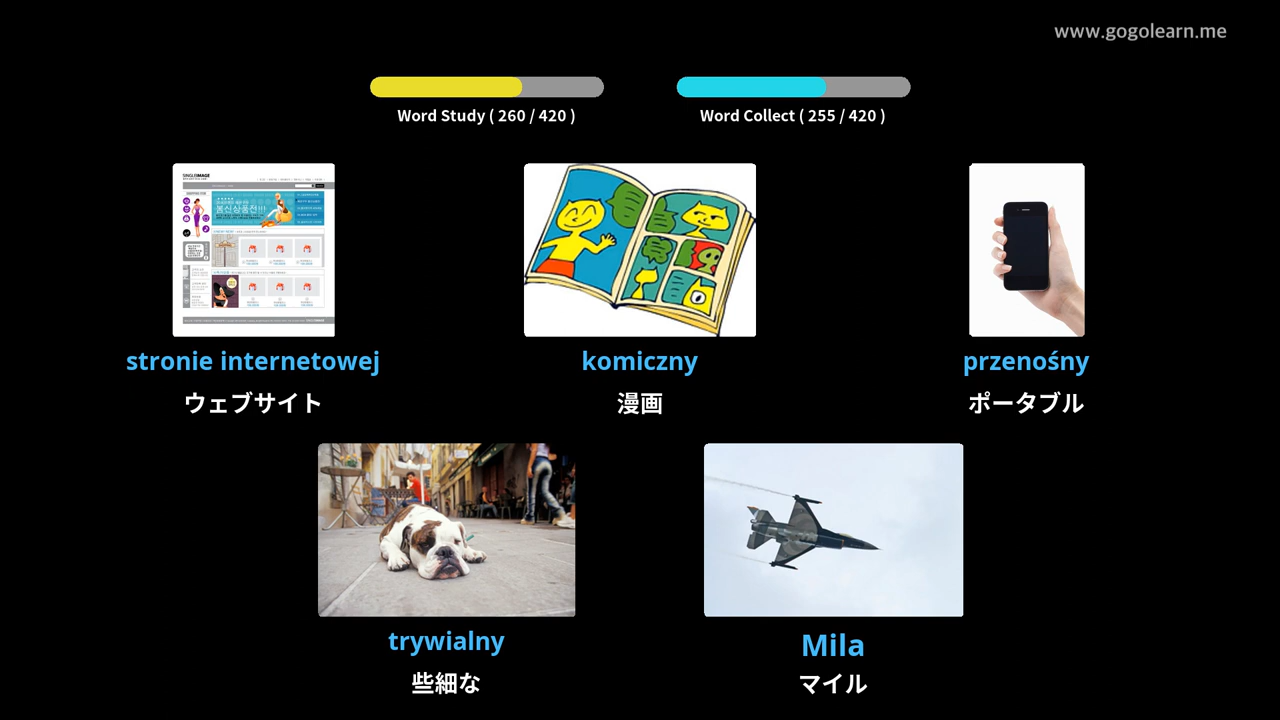 www.gogolearn.me
Word Study ( 260 / 420 )
Word Collect ( 255 / 420 )
stronie internetowej
ウェブサイト
komiczny
漫画
przenośny
ポータブル
trywialny
些細な
Mila
マイル